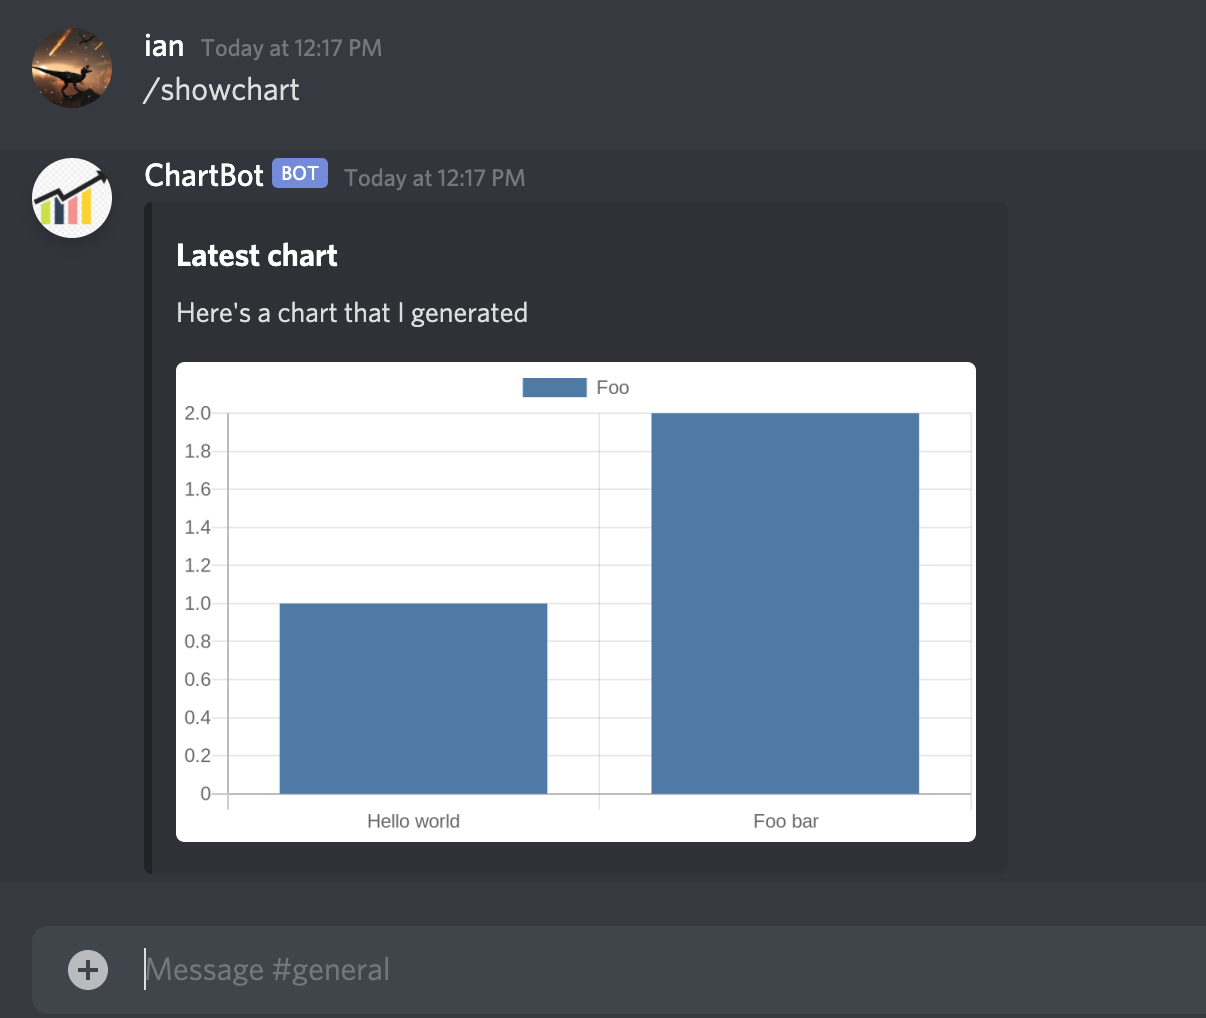 ian Today at 12:17 PM
/showchart
ChartBot BOT Today at 12:17 PM
Latest chart
Here's a chart that I generated
Foo
2.0
1.8
1.6
1.4
1.2
1.0
0.8
0.6
0.4
0.2
0
Hello world Foo bar
Message #general